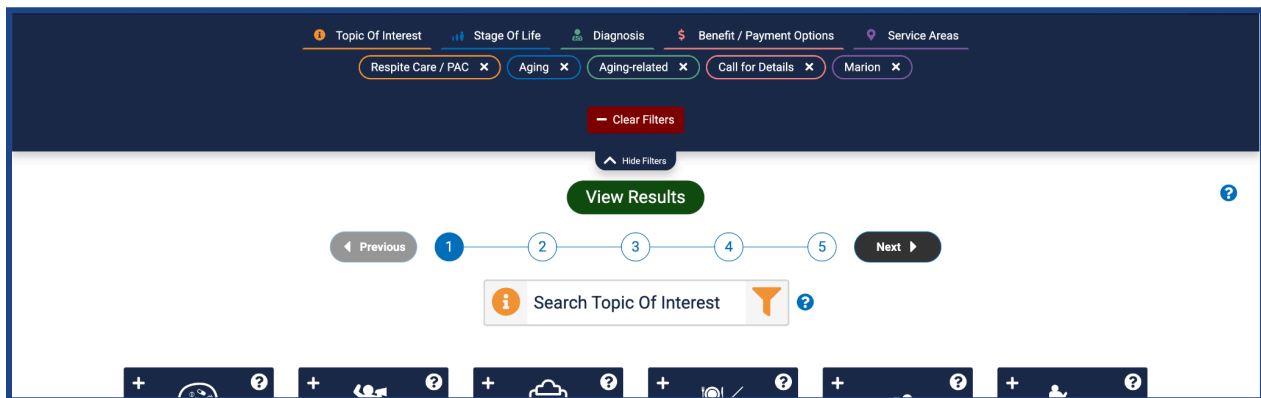 Topic Of Interest Stage Of Life Diagnosis $ Benefit / Payment Options Service Areas
Respite Care / PAC × Aging × Aging-related × Call for Details × Marion ×
− Clear Filters
Hide Filters
View Results
?
Previous 1 2 3 4 5 Next
i Search Topic Of Interest ?
+ ? + ? + ? + ? + ? + ?